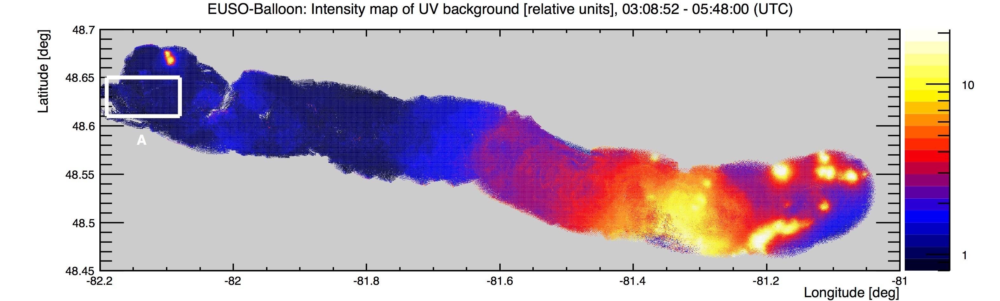 EUSO-Balloon: Intensity map of UV background [relative units], 03:08:52 - 05:48:00 (UTC)
Latitude [deg]
48.7
48.65
48.6
48.55
48.5
48.45
A
10
1
-82.2 -82 -81.8 -81.6 -81.4 -81.2 -81
Longitude [deg]